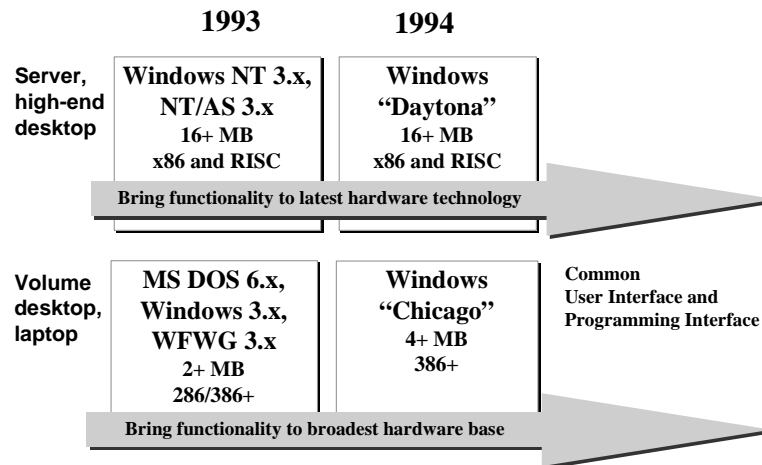 1993
1994
Server,
high-end
desktop
Windows NT 3.x,
NT/AS 3.x
16+ MB
x86 and RISC
Windows
“Daytona”
16+ MB
x86 and RISC
Bring functionality to latest hardware technology
Volume
desktop,
laptop
MS DOS 6.x,
Windows 3.x,
WFWG 3.x
2+ MB
286/386+
Windows
“Chicago”
4+ MB
386+
Common
User Interface and
Programming Interface
Bring functionality to broadest hardware base